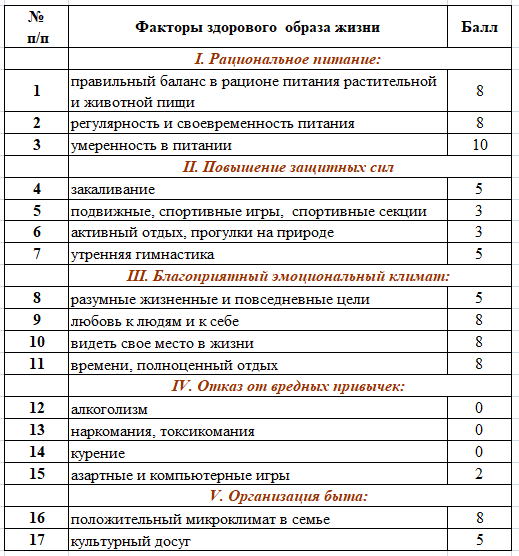 № Факторы здорового образа жизни Балл
п/п
I. Рациональное питание:
1 правильный баланс в рационе питания растительной 8
и животной пищи
2 регулярность и своевременность питания 8
3 умеренность в питании 10
II. Повышение защитных сил
4 закаливание 5
5 подвижные, спортивные игры, спортивные секции 3
6 активный отдых, прогулки на природе 3
7 утренняя гимнастика 5
III. Благоприятный эмоциональный климат:
8 разумные жизненные и повседневные цели 5
9 любовь к людям и к себе 8
10 видеть свое место в жизни 8
11 времени, полноценный отдых 8
IV. Отказ от вредных привычек:
12 алкоголизм 0
13 наркомания, токсикомания 0
14 курение 0
15 азартные и компьютерные игры 2
V. Организация быта:
16 положительный микроклимат в семье 8
17 культурный досуг 5